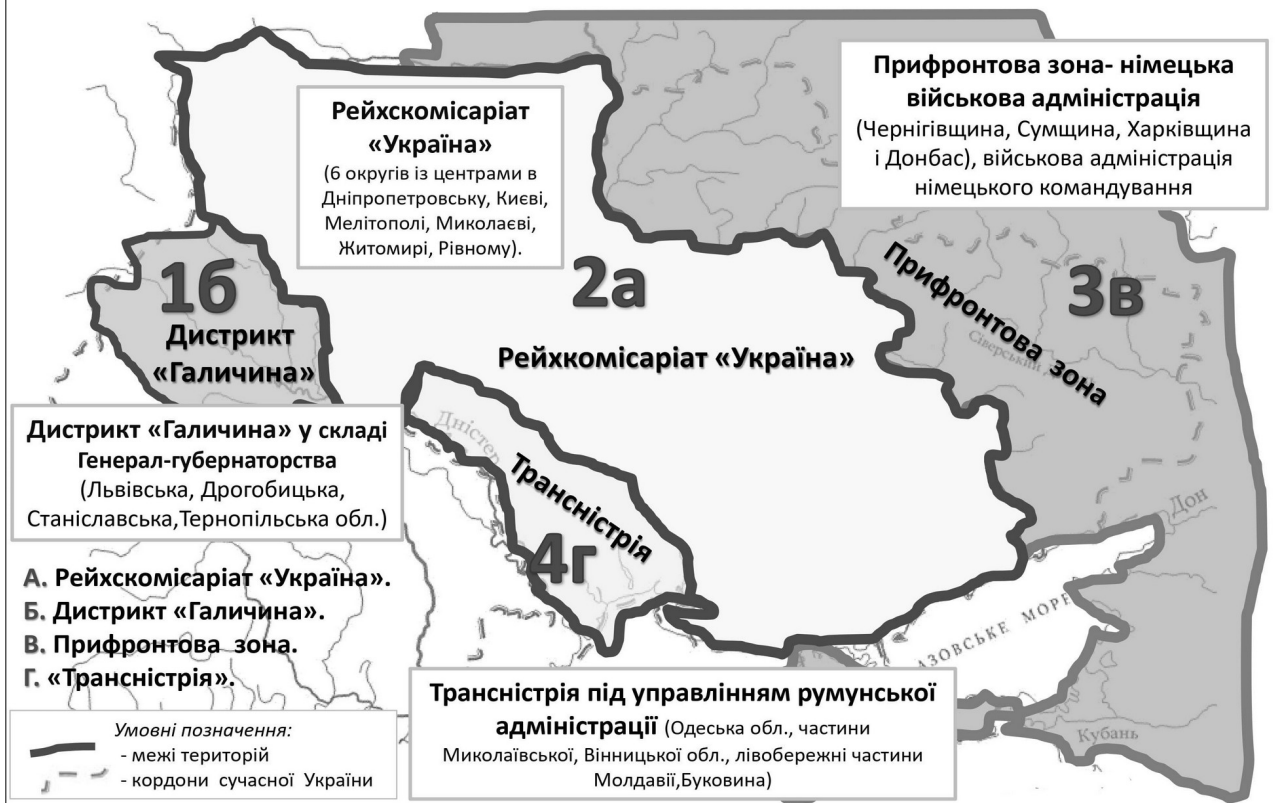 Рейхскомісаріат
«Україна»
(6 округів із центрами в
Дніпропетровську, Києві,
Мелітополі, Миколаєві,
Житомирі, Рівному).
Прифронтова зона- німецька
військова адміністрація
(Чернігівщина, Сумщина, Харківщина
і Донбас), військова адміністрація
німецького командування
1б
Дистрикт
«Галичина»
2а
Рейхкомісаріат «Україна»
3в
Прифронтова зона
Сіверський
Дистрикт «Галичина» у складі
Генерал-губернаторства
(Львівська, Дрогобицька,
Станіславська,Тернопільська обл.)
Дністер
Трансністрія
4г
Дон
АЗОВСЬКЕ МОРЕ
Кубань
А. Рейхскомісаріат «Україна».
Б. Дистрикт «Галичина».
В. Прифронтова зона.
Г. «Трансністрія».
Умовні позначення:
- межі територій
- кордони сучасної України
Трансністрія під управлінням румунської
адміністрації (Одеська обл., частини
Миколаївської, Вінницької обл., лівобережні частини
Молдавії,Буковина)